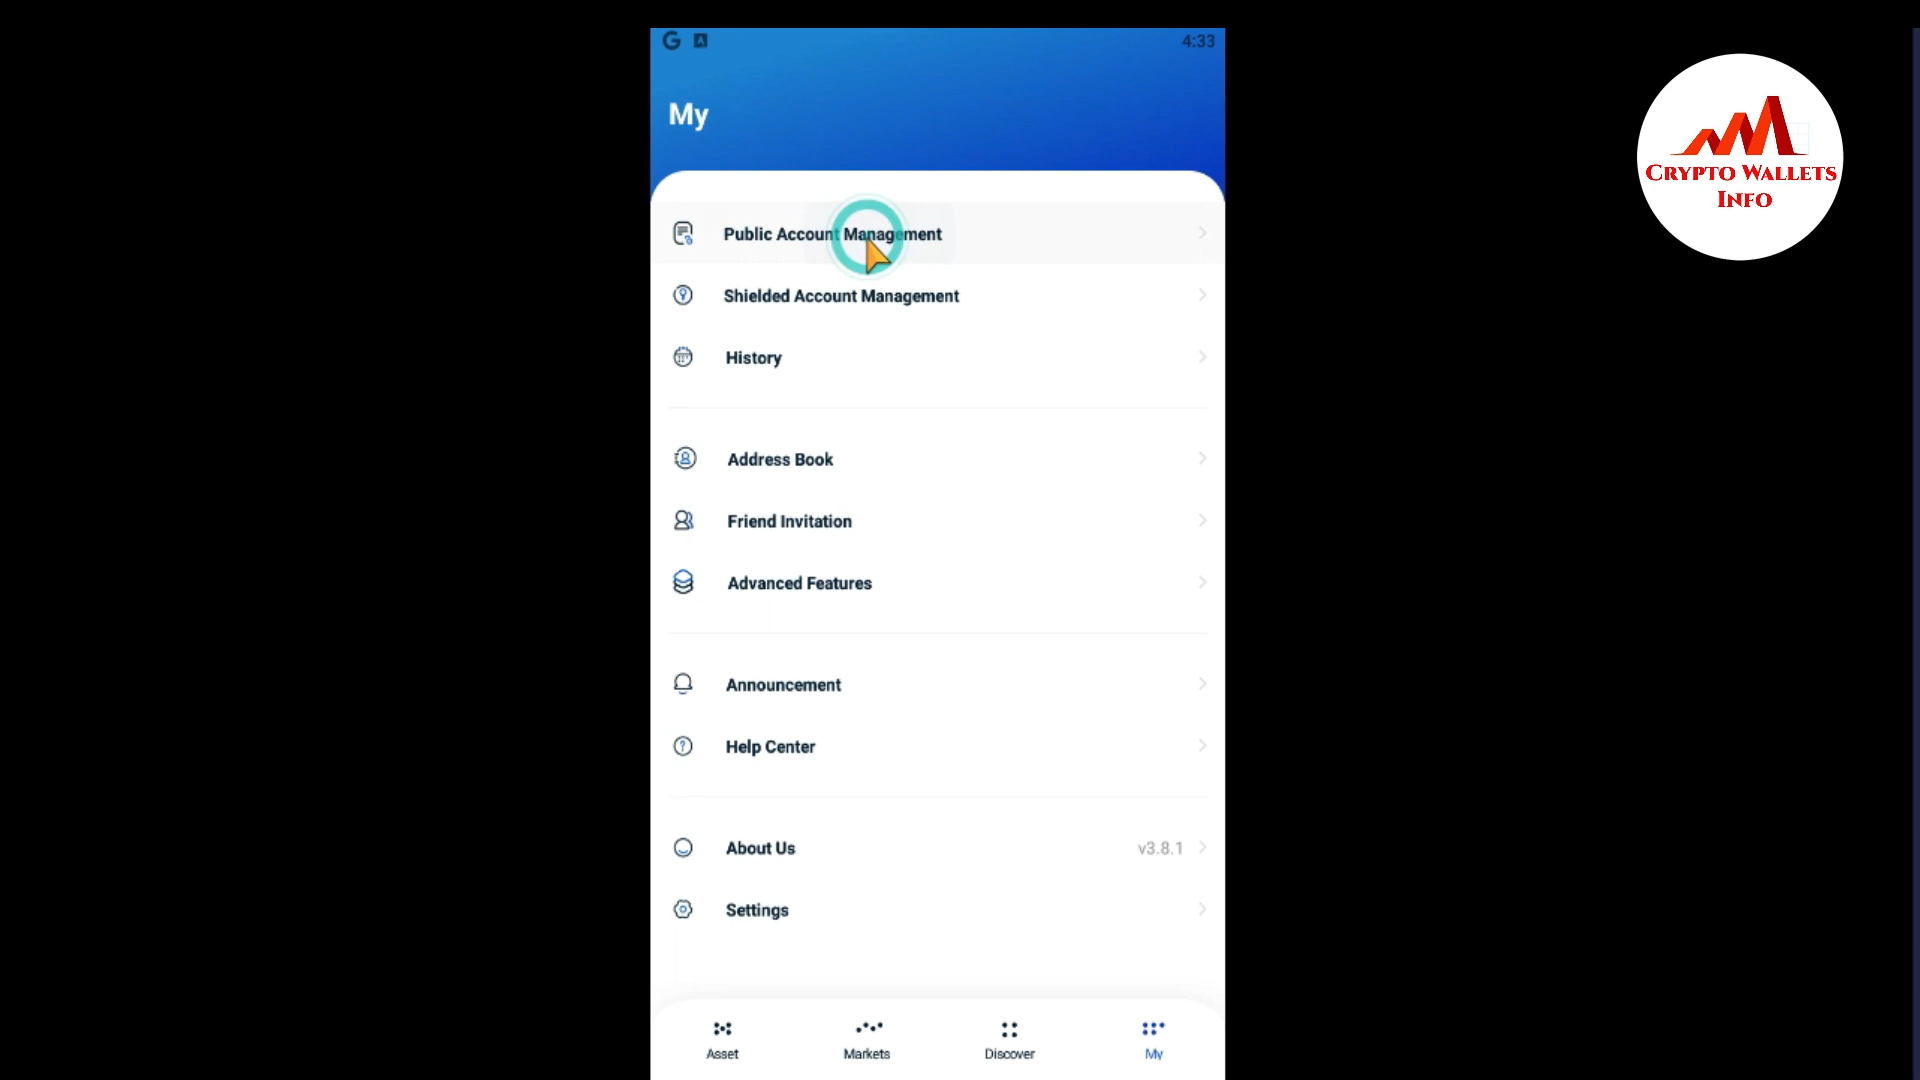 4:33
My
Public Account Management
Shielded Account Management
History
Address Book
Friend Invitation
Advanced Features
Announcement
Help Center
About Us v3.8.1
Settings
Asset Markets Discover My
Crypto Wallets
Info